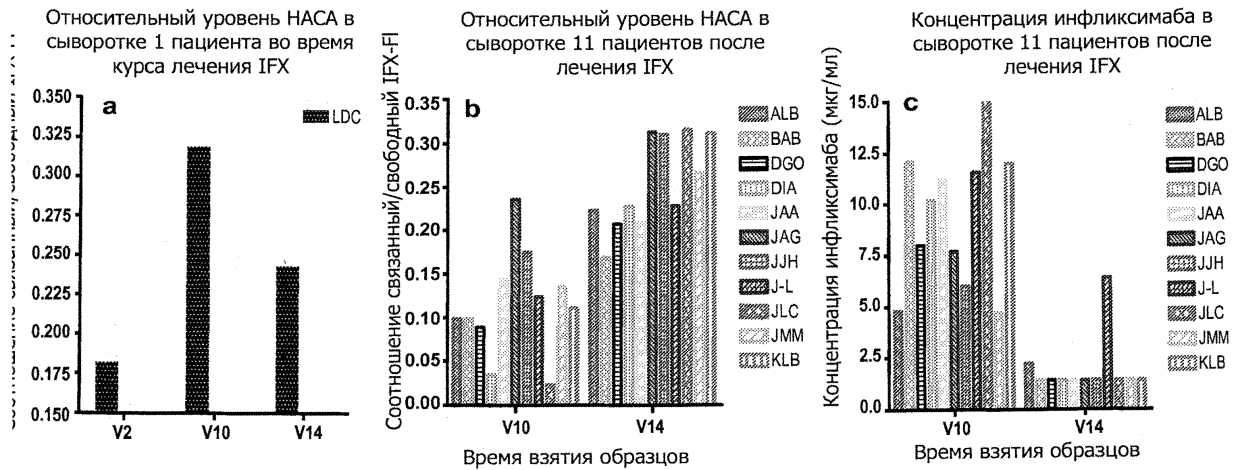 Относительный уровень HACA в
сыворотке 1 пациента во время
курса лечения IFX
a
LDC
0.350
0.325
0.300
0.275
0.250
0.225
0.200
0.175
0.150
V2
V10
V14
Относительный уровень HACA в
сыворотке 11 пациентов после
лечения IFX
Соотношение связанный/свободный IFX-Fl
b
0.35
0.30
0.25
0.20
0.15
0.10
0.05
0.00
V10
V14
Время взятия образцов
ALB
BAB
DGO
DIA
JAA
JAG
JJH
J-L
JLC
JMM
KLB
Концентрация инфликсимаба в
сыворотке 11 пациентов после
лечения IFX
Концентрация инфликсимаба (мкг/мл)
c
15.0
12.5
10.0
7.5
5.0
2.5
0.0
V10
V14
Время взятия образцов
ALB
BAB
DGO
DIA
JAA
JAG
JJH
J-L
JLC
JMM
KLB